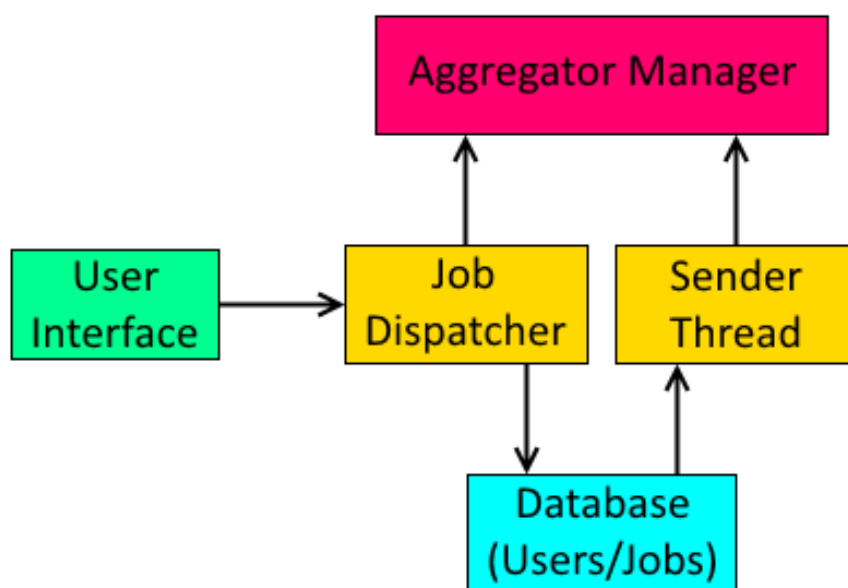 Aggregator Manager
User
Interface
Job
Dispatcher
Sender
Thread
Database
(Users/Jobs)